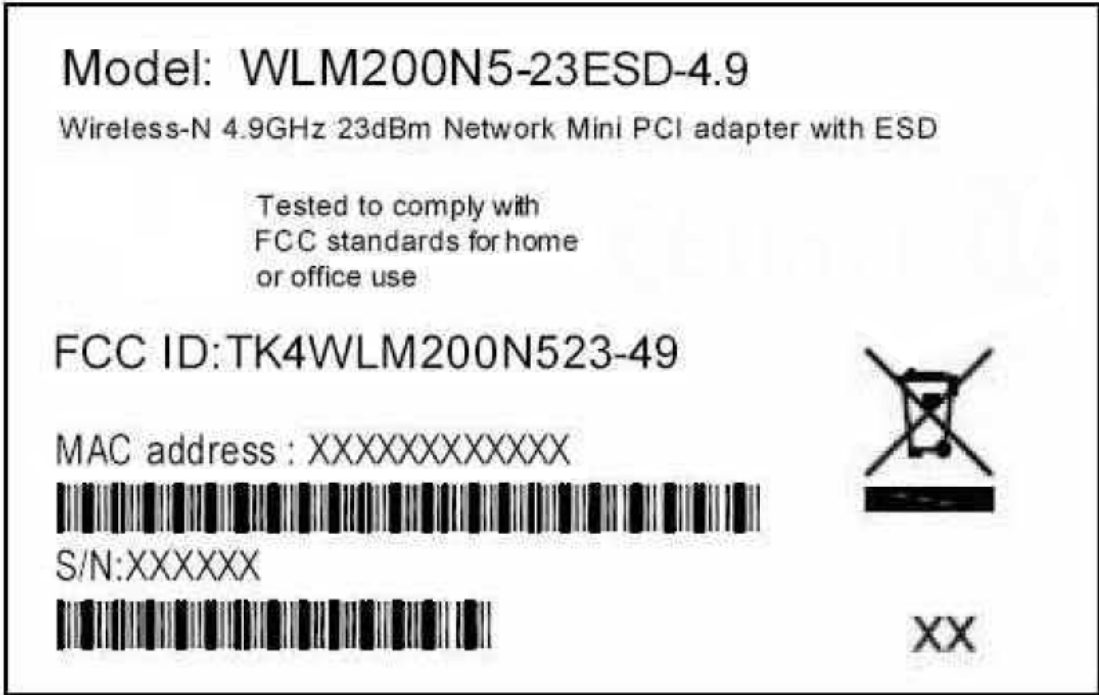 Model: WLM200N5-23ESD-4.9
Wireless-N 4.9GHz 23dBm Network Mini PCI adapter with ESD
Tested to comply with
FCC standards for home
or office use
FCC ID:TK4WLM200N523-49
MAC address : XXXXXXXXXXXX
S/N:XXXXXX
XX